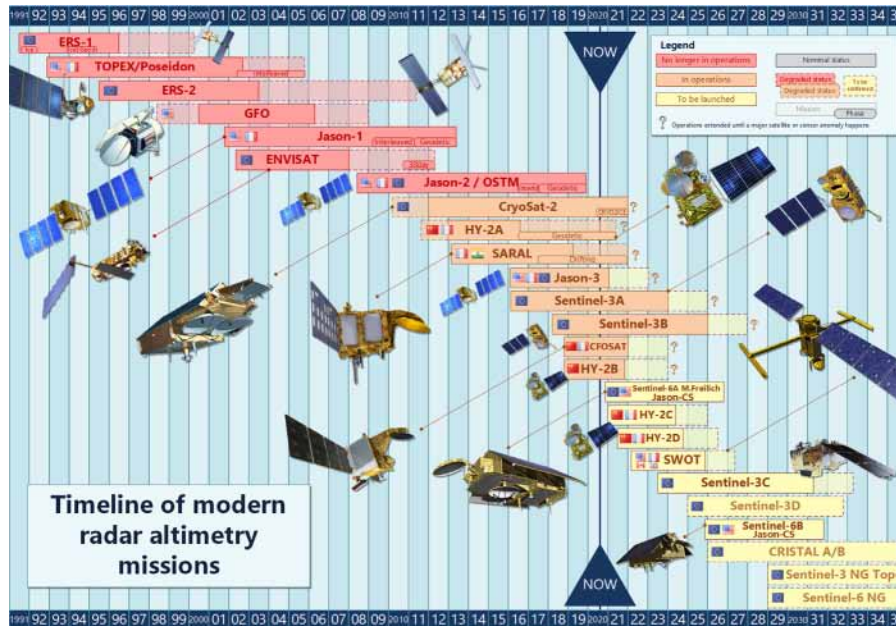 1991 92 93 94 95 96 97 98 99 2000 01 02 03 04 05 06 07 08 09 2010 11 12 13 14 15 16 17 18 19 2020 21 22 23 24 25 26 27 28 29 2030 31 32 33 34
NOW
Legend
No longer in operations
In operations
To be launched
Nominal status
Degraded status
Degraded status
To be confirmed
Mission
Phase
? Operations extended until a major satellite or sensor anomaly happens
ERS-1
TOPEX/Poseidon
Interleaved
ERS-2
GFO
Jason-1
Interleaved Geodetic
ENVISAT
Jason-2 / OSTM
Geodetic
CryoSat-2
?
HY-2A
Geodetic
?
SARAL
Drifting
?
Jason-3
?
Sentinel-3A
?
Sentinel-3B
?
CFOSAT
?
HY-2B
?
Sentinel-6A M.Freilich
Jason-CS
HY-2C
HY-2D
SWOT
Sentinel-3C
Sentinel-3D
Sentinel-6B
Jason-CS
CRISTAL A/B
Sentinel-3 NG Topo
Sentinel-6 NG
Timeline of modern
radar altimetry
missions
NOW
1991 92 93 94 95 96 97 98 99 2000 01 02 03 04 05 06 07 08 09 2010 11 12 13 14 15 16 17 18 19 2020 21 22 23 24 25 26 27 28 29 2030 31 32 33 34